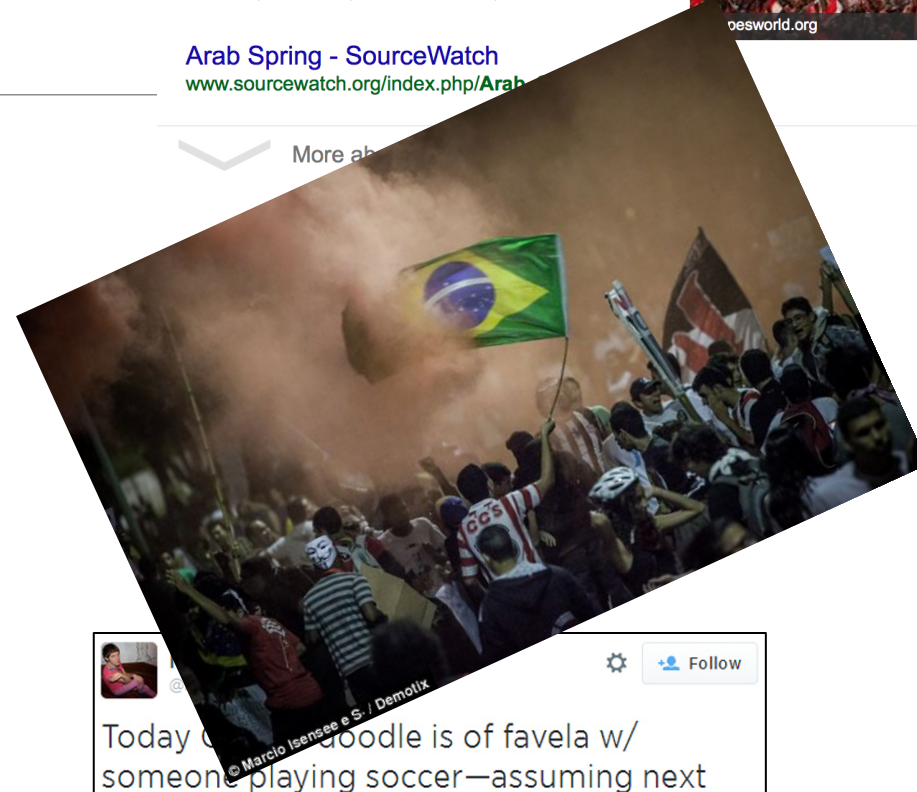 pesworld.org
Arab Spring - SourceWatch
www.sourcewatch.org/index.php/Arab
More ab
CCS
@
Follow
© Marcio Isensee e S. / Demotix
Today doodle is of favela w/
someone playing soccer—assuming next